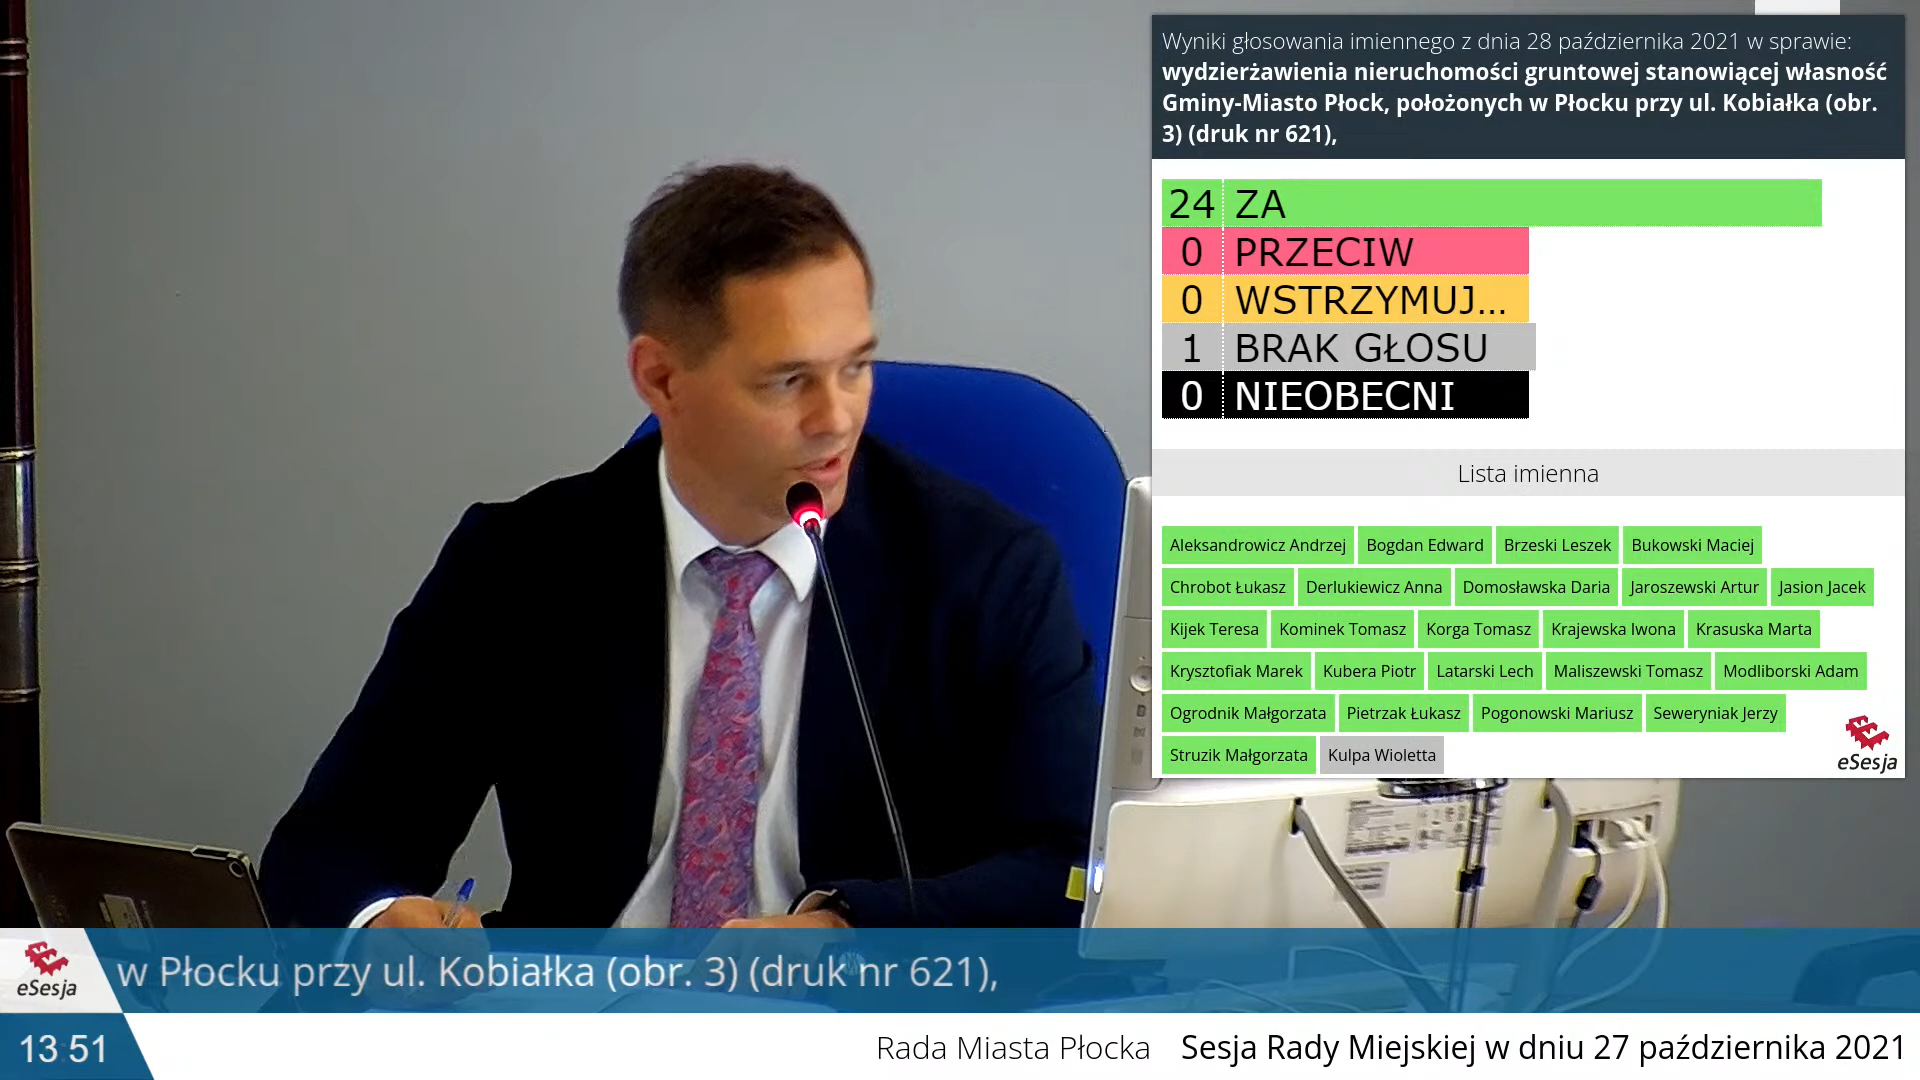 Wyniki głosowania imiennego z dnia 28 października 2021 w sprawie:
wydzierżawienia nieruchomości gruntowej stanowiącej własność
Gminy-Miasto Płock, położonych w Płocku przy ul. Kobiałka (obr.
3) (druk nr 621),
24 ZA
0 PRZECIW
0 WSTRZYMUJ...
1 BRAK GŁOSU
0 NIEOBECNI
Lista imienna
Aleksandrowicz Andrzej Bogdan Edward Brzeski Leszek Bukowski Maciej
Chrobot Łukasz Derlukiewicz Anna Domosławska Daria Jaroszewski Artur Jasion Jacek
Kijek Teresa Kominek Tomasz Korga Tomasz Krajewska Iwona Krasuska Marta
Krysztofiak Marek Kubera Piotr Latarski Lech Maliszewski Tomasz Modliborski Adam
Ogrodnik Małgorzata Pietrzak Łukasz Pogonowski Mariusz Seweryniak Jerzy
Struzik Małgorzata Kulpa Wioletta
eSesja
eSesja
w Płocku przy ul. Kobiałka (obr. 3) (druk nr 621),
13:51
Rada Miasta Płocka Sesja Rady Miejskiej w dniu 27 października 2021